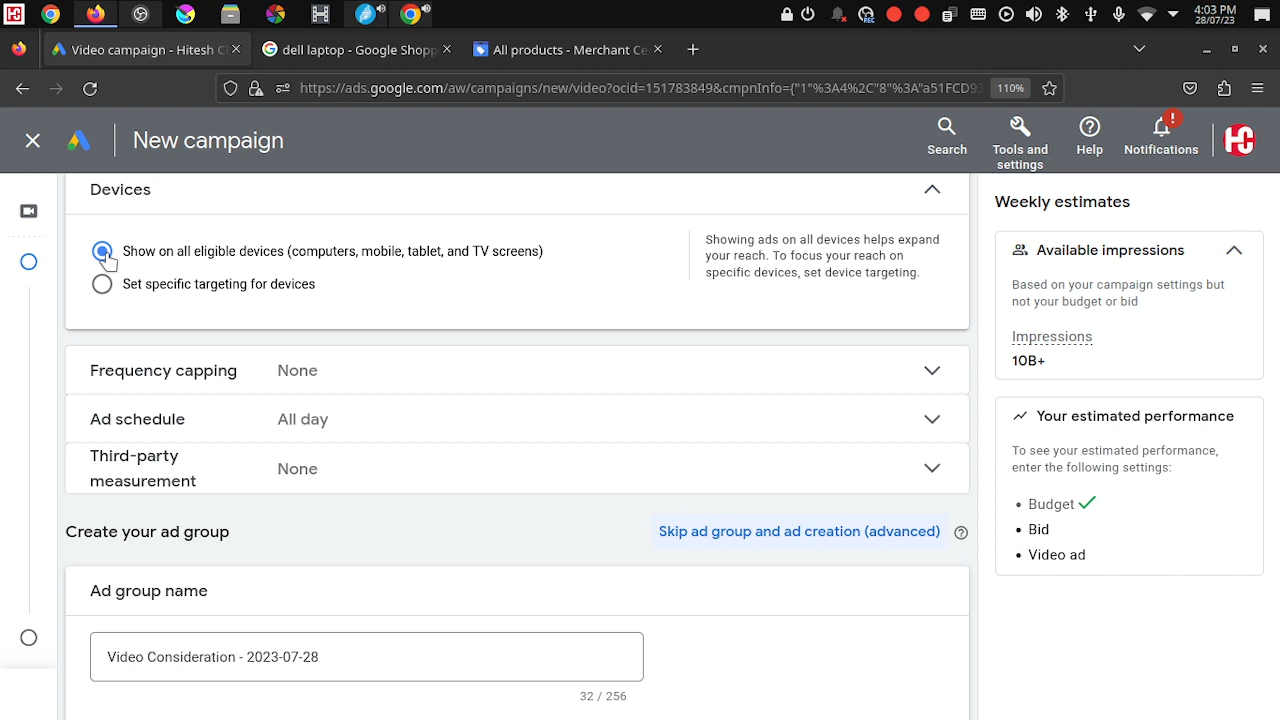 4:03 PM
28/07/23
Video campaign - Hitesh C
dell laptop - Google Shopp
All products - Merchant Ce
https://ads.google.com/aw/campaigns/new/video?ocid=151783849&cmpnInfo={"1"%3A4%2C"8"%3A"a51FCD93
110%
New campaign
Search
Tools and
settings
Help
Notifications
HC
Devices
Show on all eligible devices (computers, mobile, tablet, and TV screens)
Set specific targeting for devices
Showing ads on all devices helps expand
your reach. To focus your reach on
specific devices, set device targeting.
Frequency capping None
Ad schedule All day
Third-party
measurement
None
Create your ad group
Skip ad group and ad creation (advanced)
Ad group name
Video Consideration - 2023-07-28
32 / 256
Weekly estimates
Available impressions
Based on your campaign settings but
not your budget or bid
Impressions
10B+
Your estimated performance
To see your estimated performance,
enter the following settings:
• Budget
• Bid
• Video ad